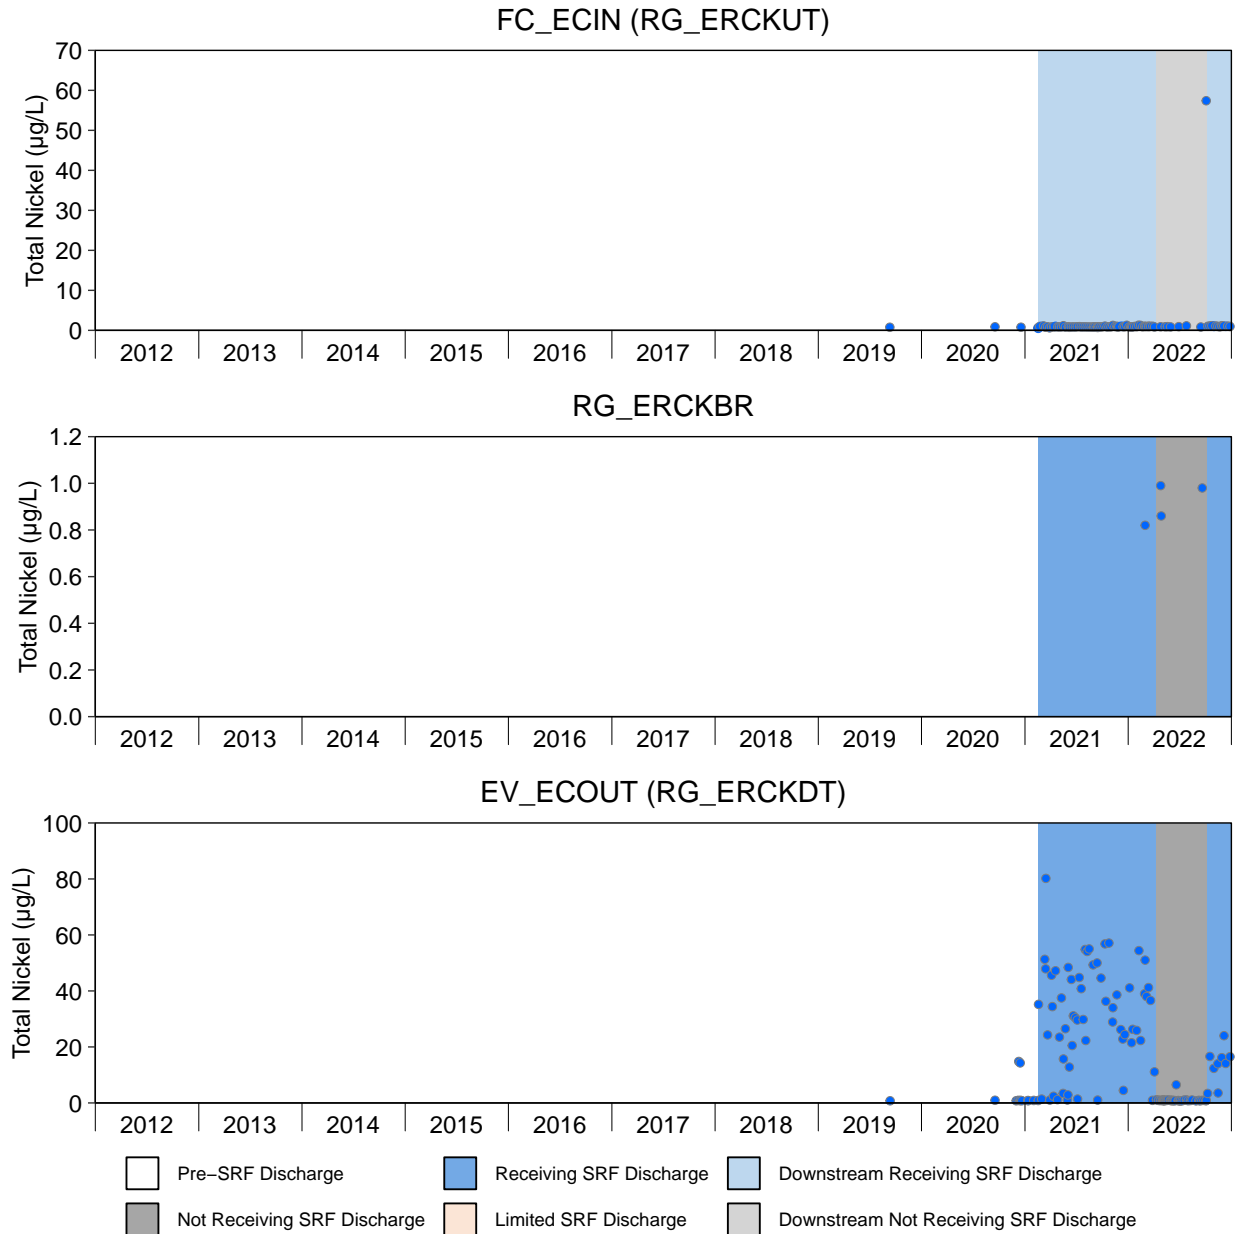 FC_ECIN (RG_ERCKUT)
Total Nickel (µg/L)
70
60
50
40
30
20
10
0
2012 2013 2014 2015 2016 2017 2018 2019 2020 2021 2022
RG_ERCKBR
Total Nickel (µg/L)
1.2
1.0
0.8
0.6
0.4
0.2
0.0
2012 2013 2014 2015 2016 2017 2018 2019 2020 2021 2022
EV_ECOUT (RG_ERCKDT)
Total Nickel (µg/L)
100
80
60
40
20
0
2012 2013 2014 2015 2016 2017 2018 2019 2020 2021 2022
Pre−SRF Discharge Receiving SRF Discharge Downstream Receiving SRF Discharge
Not Receiving SRF Discharge Limited SRF Discharge Downstream Not Receiving SRF Discharge